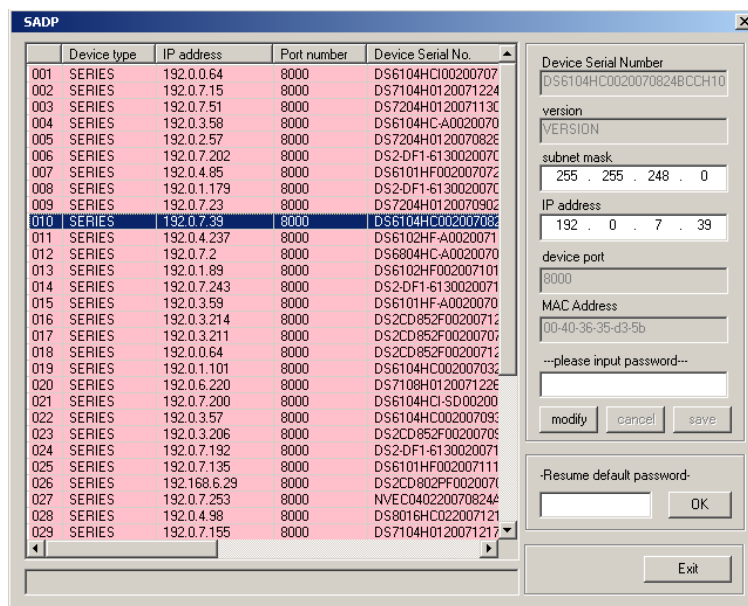 SADP
Device type IP address Port number Device Serial No.
001 SERIES 192.0.0.64 8000 DS6104HCI00200707
002 SERIES 192.0.7.15 8000 DS7104H0120071224
003 SERIES 192.0.7.51 8000 DS7204H012007113C
004 SERIES 192.0.3.58 8000 DS6104HC-A0020070
005 SERIES 192.0.2.57 8000 DS7204H0120070828
006 SERIES 192.0.7.202 8000 DS2-DF1-613002007C
007 SERIES 192.0.4.85 8000 DS6101HF002007072
008 SERIES 192.0.1.179 8000 DS2-DF1-613002007C
009 SERIES 192.0.7.23 8000 DS7204H0120070902
010 SERIES 192.0.7.39 8000 DS6104HC002007082
011 SERIES 192.0.4.237 8000 DS6102HF-A0020071
012 SERIES 192.0.7.2 8000 DS6804HC-A0020070
013 SERIES 192.0.1.89 8000 DS6102HF002007101
014 SERIES 192.0.7.243 8000 DS2-DF1-6130020071
015 SERIES 192.0.3.59 8000 DS6101HF-A0020070
016 SERIES 192.0.3.214 8000 DS2CD852F00200712
017 SERIES 192.0.3.211 8000 DS2CD852F00200707
018 SERIES 192.0.0.64 8000 DS2CD852F00200712
019 SERIES 192.0.1.101 8000 DS6104HC002007032
020 SERIES 192.0.6.220 8000 DS7108H0120071226
021 SERIES 192.0.7.200 8000 DS6104HCI-SD00200
022 SERIES 192.0.3.57 8000 DS6104HC002007093
023 SERIES 192.0.3.206 8000 DS2CD852F00200709
024 SERIES 192.0.7.192 8000 DS2-DF1-6130020071
025 SERIES 192.0.7.135 8000 DS6101HF002007111
026 SERIES 192.168.6.29 8000 DS2CD802PF0020070
027 SERIES 192.0.7.253 8000 NVEC040220070824A
028 SERIES 192.0.4.98 8000 DS8016HC022007121
029 SERIES 192.0.7.155 8000 DS7104H0120071217
Device Serial Number
DS6104HC0020070824BCCH10
version
VERSION
subnet mask
255 . 255 . 248 . 0
IP address
192 . 0 . 7 . 39
device port
8000
MAC Address
00-40-36-35-d3-5b
---please input password---
modify cancel save
-Resume default password-
OK
Exit